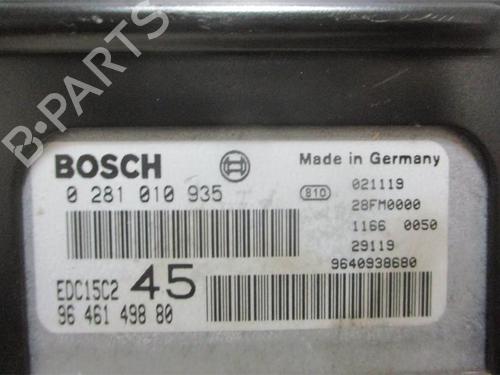 B-PARTS
BOSCH
Made in Germany
0 281 010 935
810
021119
28FM0000
1166 0050
29119
9640938680
EDC15C2 45
96 461 498 80